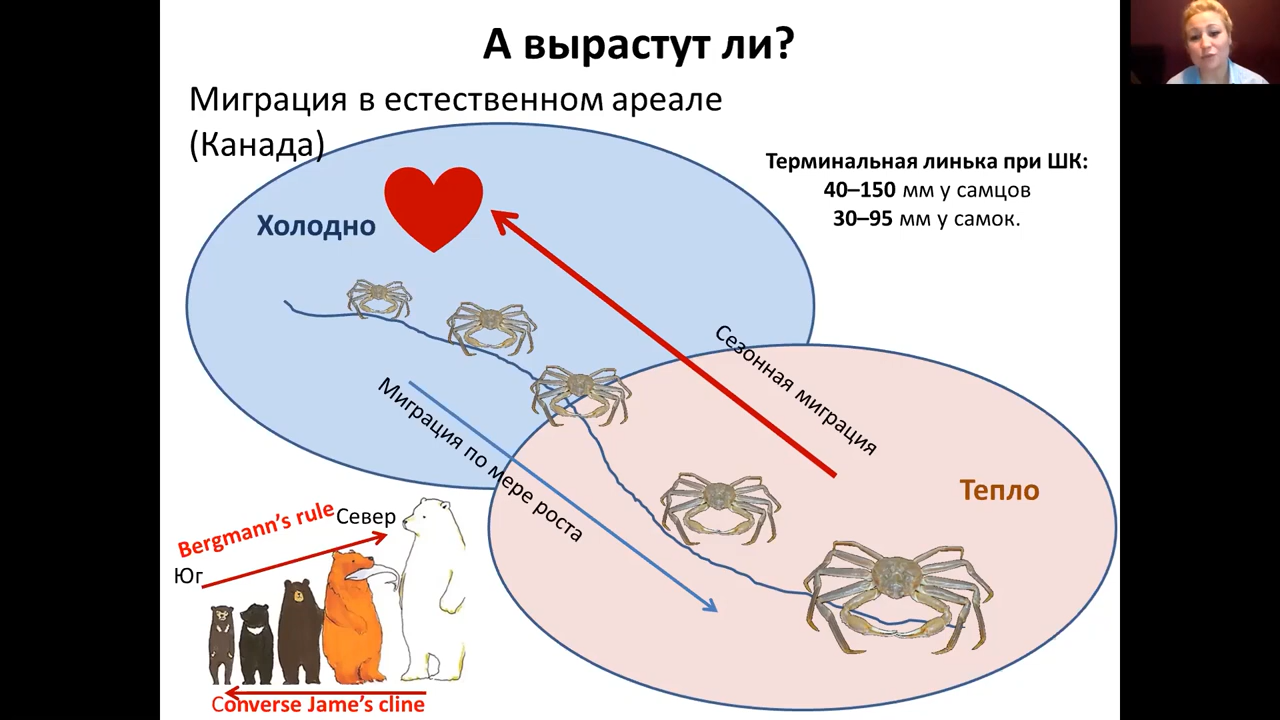 А вырастут ли?
Миграция в естественном ареале
(Канада)
Терминальная линька при ШК:
40–150 мм у самцов
30–95 мм у самок.
Холодно
Сезонная миграция
Миграция по мере роста
Тепло
Bergmann’s rule
Север
Юг
Converse Jame’s cline